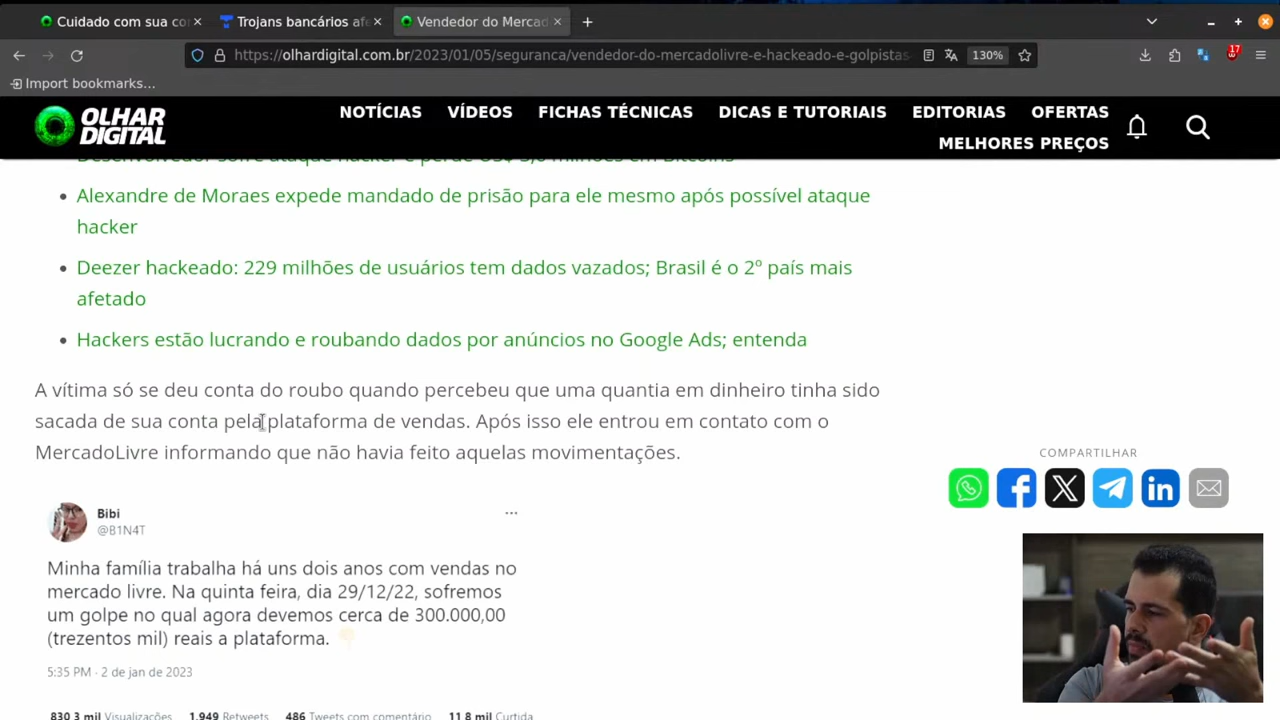 Cuidado com sua co
Trojans bancários af
Vendedor do Mercad
https://olhardigital.com.br/2023/01/05/seguranca/vendedor-do-mercadolivre-e-hackeado-e-golpistas-
130%
17
Import bookmarks...
OLHAR
DIGITAL
NOTÍCIAS VÍDEOS FICHAS TÉCNICAS DICAS E TUTORIAIS EDITORIAS OFERTAS
MELHORES PREÇOS
Alexandre de Moraes expede mandado de prisão para ele mesmo após possível ataque
hacker
Deezer hackeado: 229 milhões de usuários tem dados vazados; Brasil é o 2º país mais
afetado
Hackers estão lucrando e roubando dados por anúncios no Google Ads; entenda
A vítima só se deu conta do roubo quando percebeu que uma quantia em dinheiro tinha sido
sacada de sua conta pela plataforma de vendas. Após isso ele entrou em contato com o
MercadoLivre informando que não havia feito aquelas movimentações.
COMPARTILHAR
Bibi
@B1N4T
Minha família trabalha há uns dois anos com vendas no
mercado livre. Na quinta feira, dia 29/12/22, sofremos
um golpe no qual agora devemos cerca de 300.000,00
(trezentos mil) reais a plataforma.
5:35 PM · 2 de jan de 2023
830 3 mil Visualizações 1.949 Retweets 486 Tweets com comentário 11 8 mil Curtida